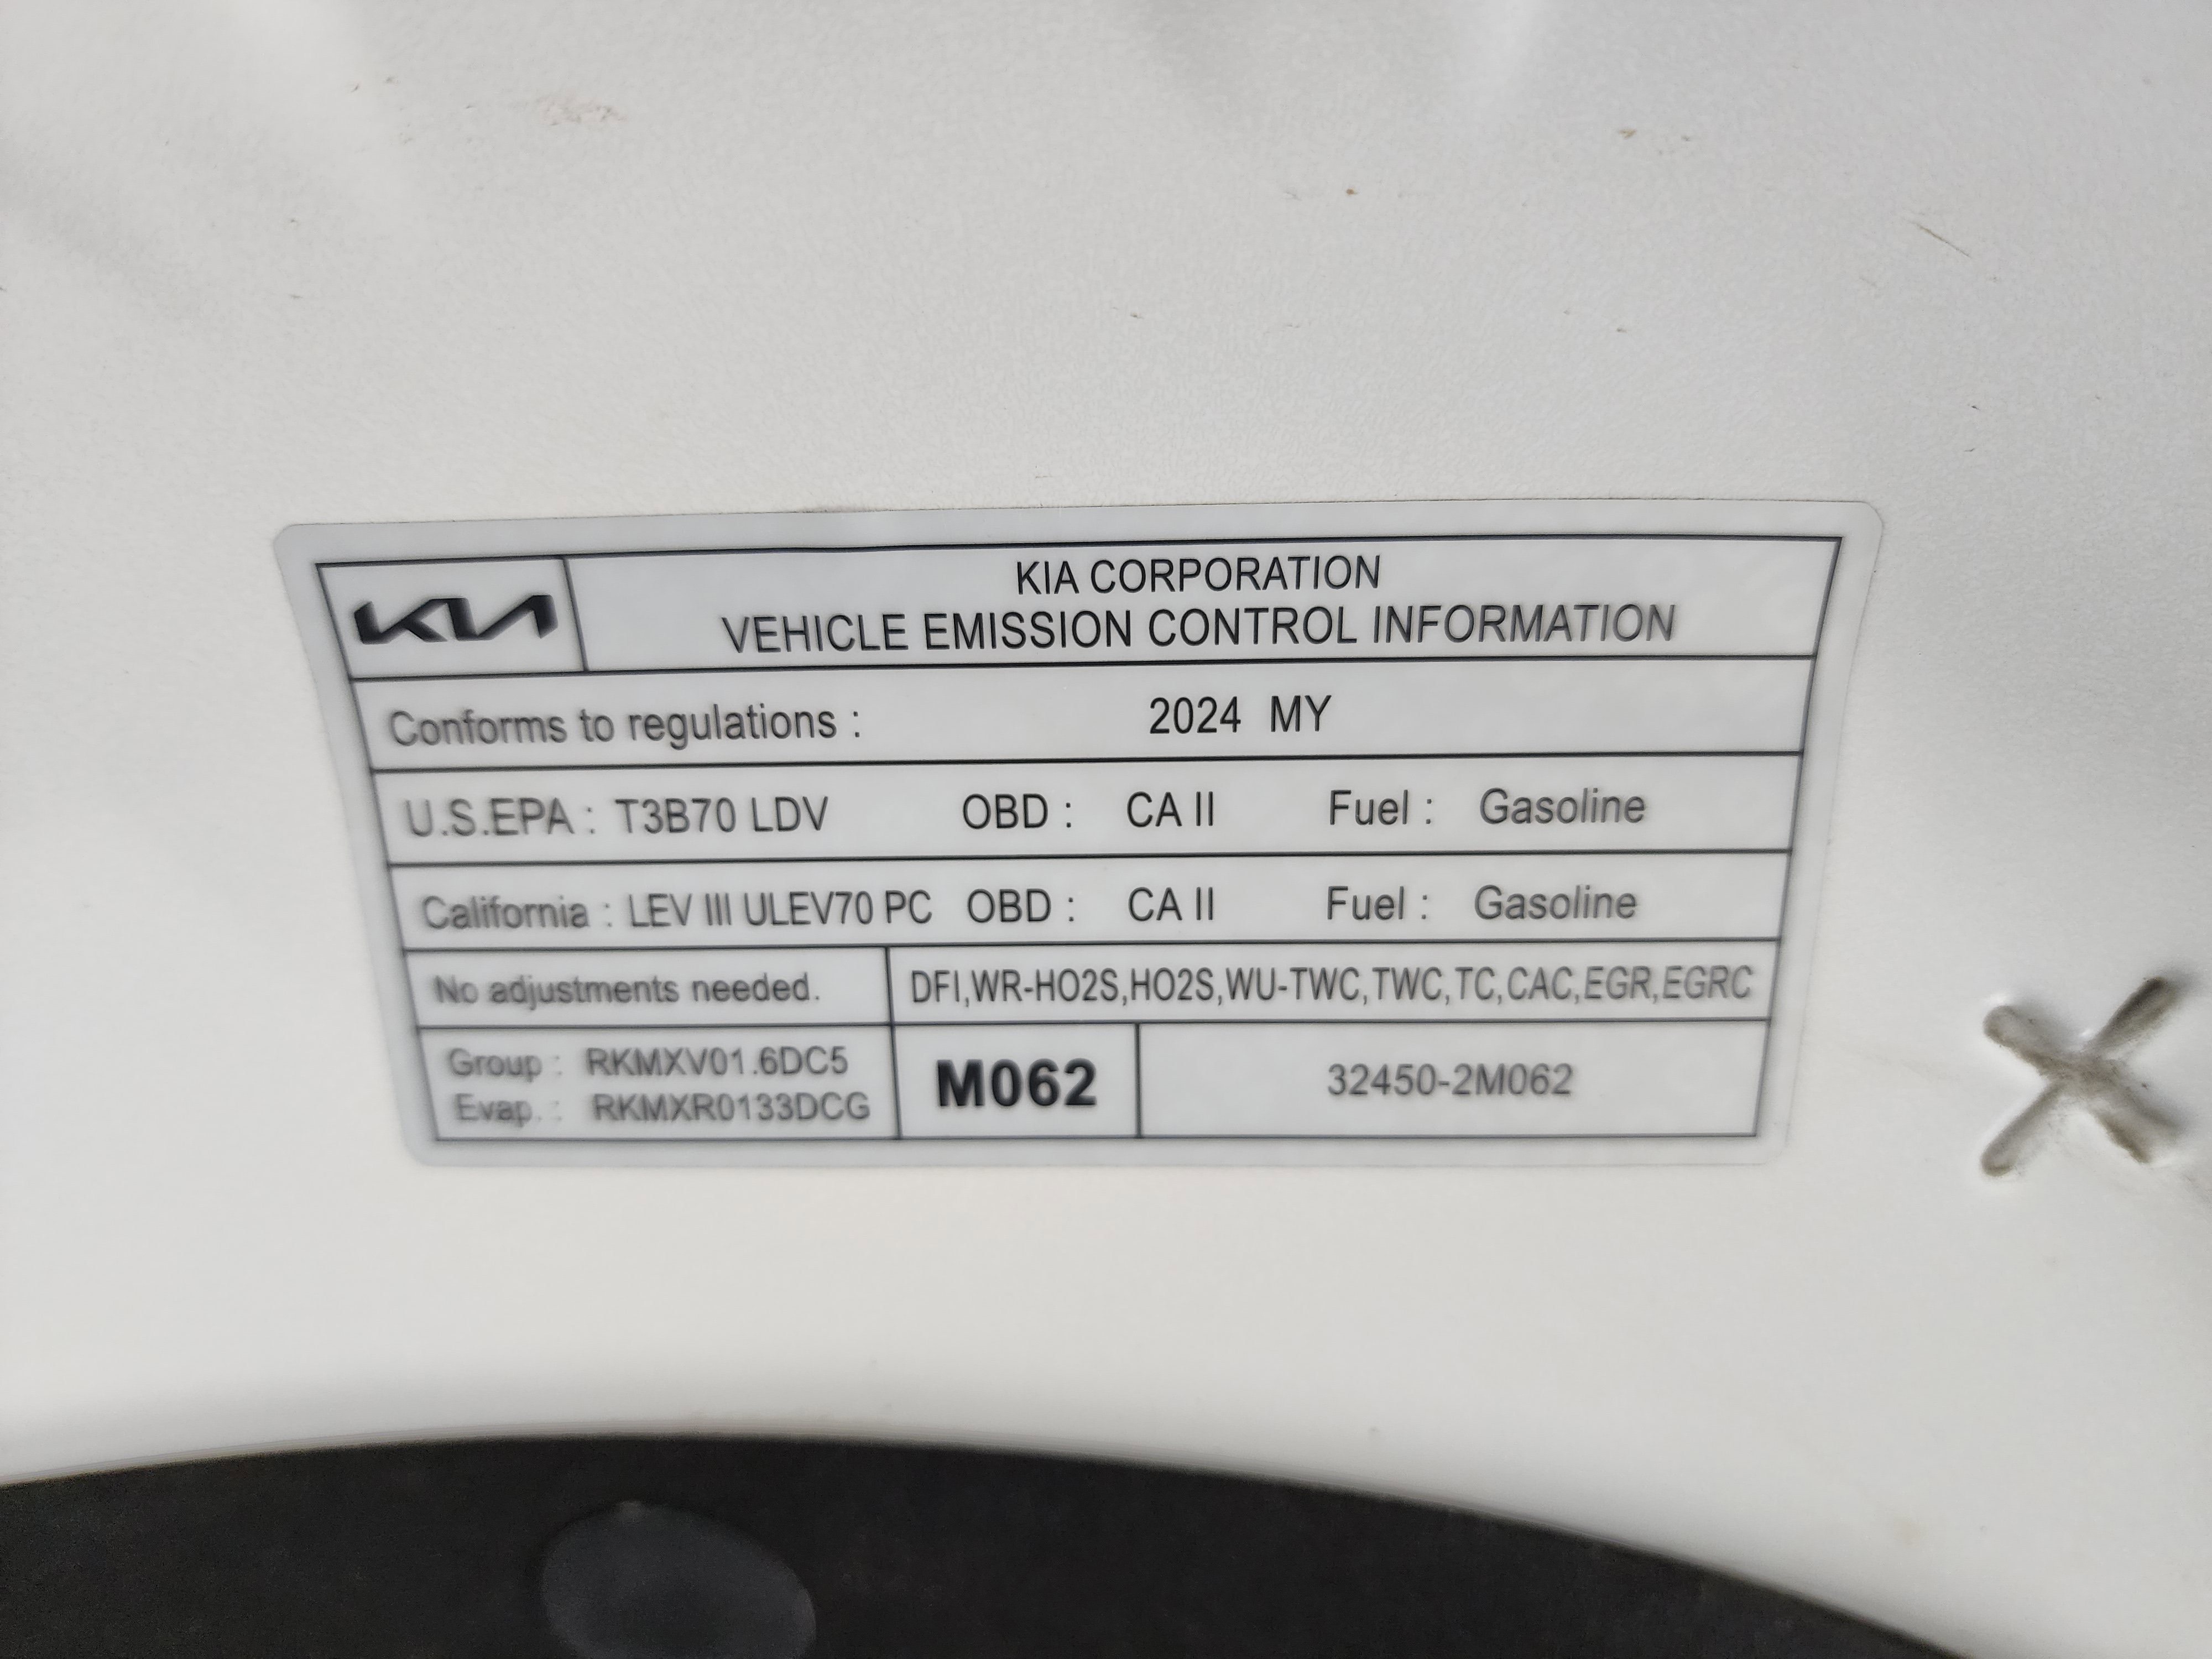 KIA
KIA CORPORATION
VEHICLE EMISSION CONTROL INFORMATION
Conforms to regulations : 2024 MY
U.S.EPA : T3B70 LDV OBD : CA II Fuel : Gasoline
California : LEV III ULEV70 PC OBD : CA II Fuel : Gasoline
No adjustments needed. DFI,WR-HO2S,HO2S,WU-TWC,TWC,TC,CAC,EGR,EGRC
Group : RKMXV01.6DC5
Evap. : RKMXR0133DCG
M062
32450-2M062